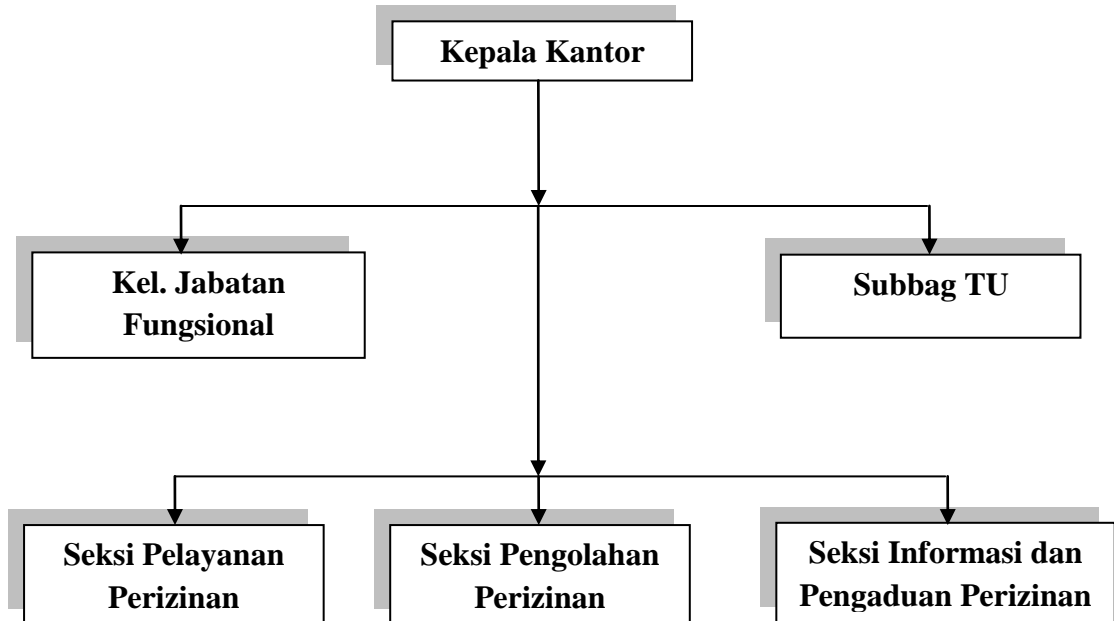 Kepala Kantor
Kel. Jabatan
Fungsional
Subbag TU
Seksi Pelayanan
Perizinan
Seksi Pengolahan
Perizinan
Seksi Informasi dan
Pengaduan Perizinan